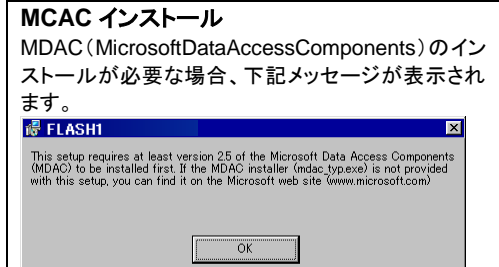 MCAC インストール
MDAC（MicrosoftDataAccessComponents）のイン
ストールが必要な場合、下記メッセージが表示され
ます。
FLASH1
This setup requires at least version 2.5 of the Microsoft Data Access Components
(MDAC) to be installed first. If the MDAC installer (mdac_typ.exe) is not provided
with this setup, you can find it on the Microsoft web site (www.microsoft.com)
OK